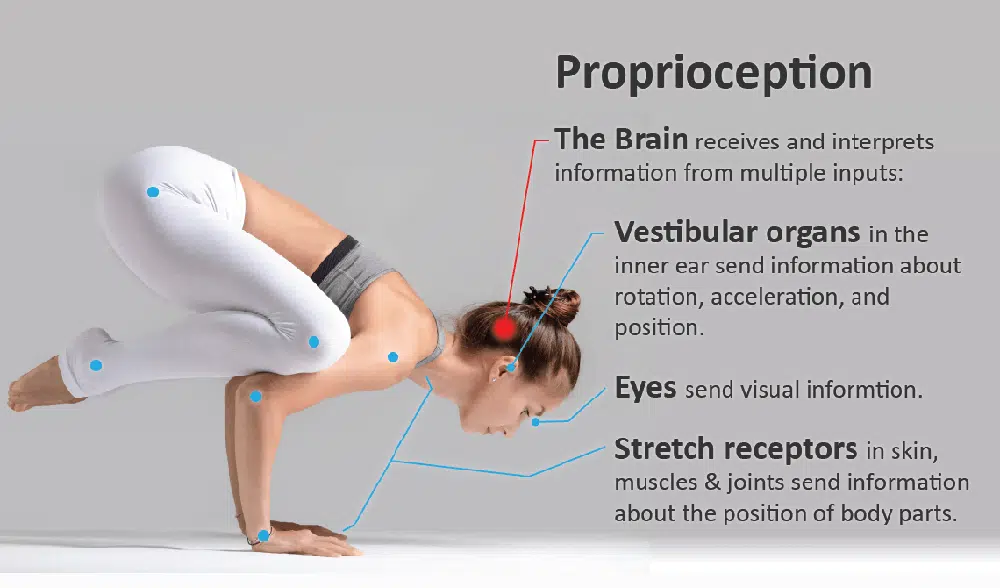 Proprioception
The Brain receives and interprets
information from multiple inputs:
Vestibular organs in the
inner ear send information about
rotation, acceleration, and
position.
Eyes send visual informtion.
Stretch receptors in skin,
muscles & joints send information
about the position of body parts.